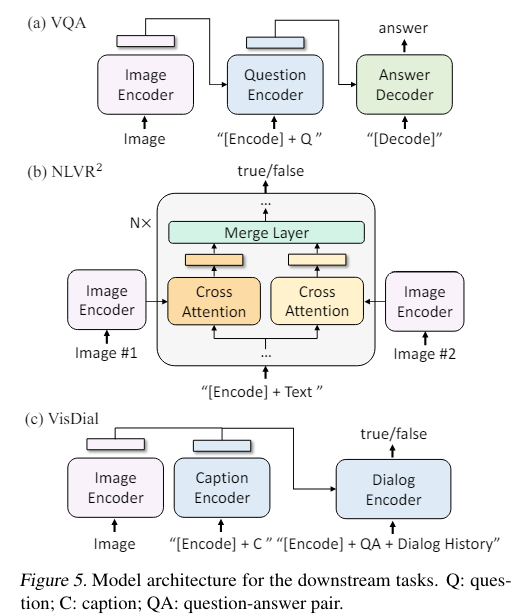 (a) VQA
answer
Image Encoder
Question Encoder
Answer Decoder
Image
“[Encode] + Q ”
“[Decode]”
(b) NLVR²
true/false
...
N×
Merge Layer
Image Encoder
Cross Attention
Cross Attention
Image Encoder
...
Image #1
Image #2
“[Encode] + Text ”
(c) VisDial
true/false
Image Encoder
Caption Encoder
Dialog Encoder
Image
“[Encode] + C ”
“[Encode] + QA + Dialog History”
Figure 5. Model architecture for the downstream tasks. Q: ques-
tion; C: caption; QA: question-answer pair.